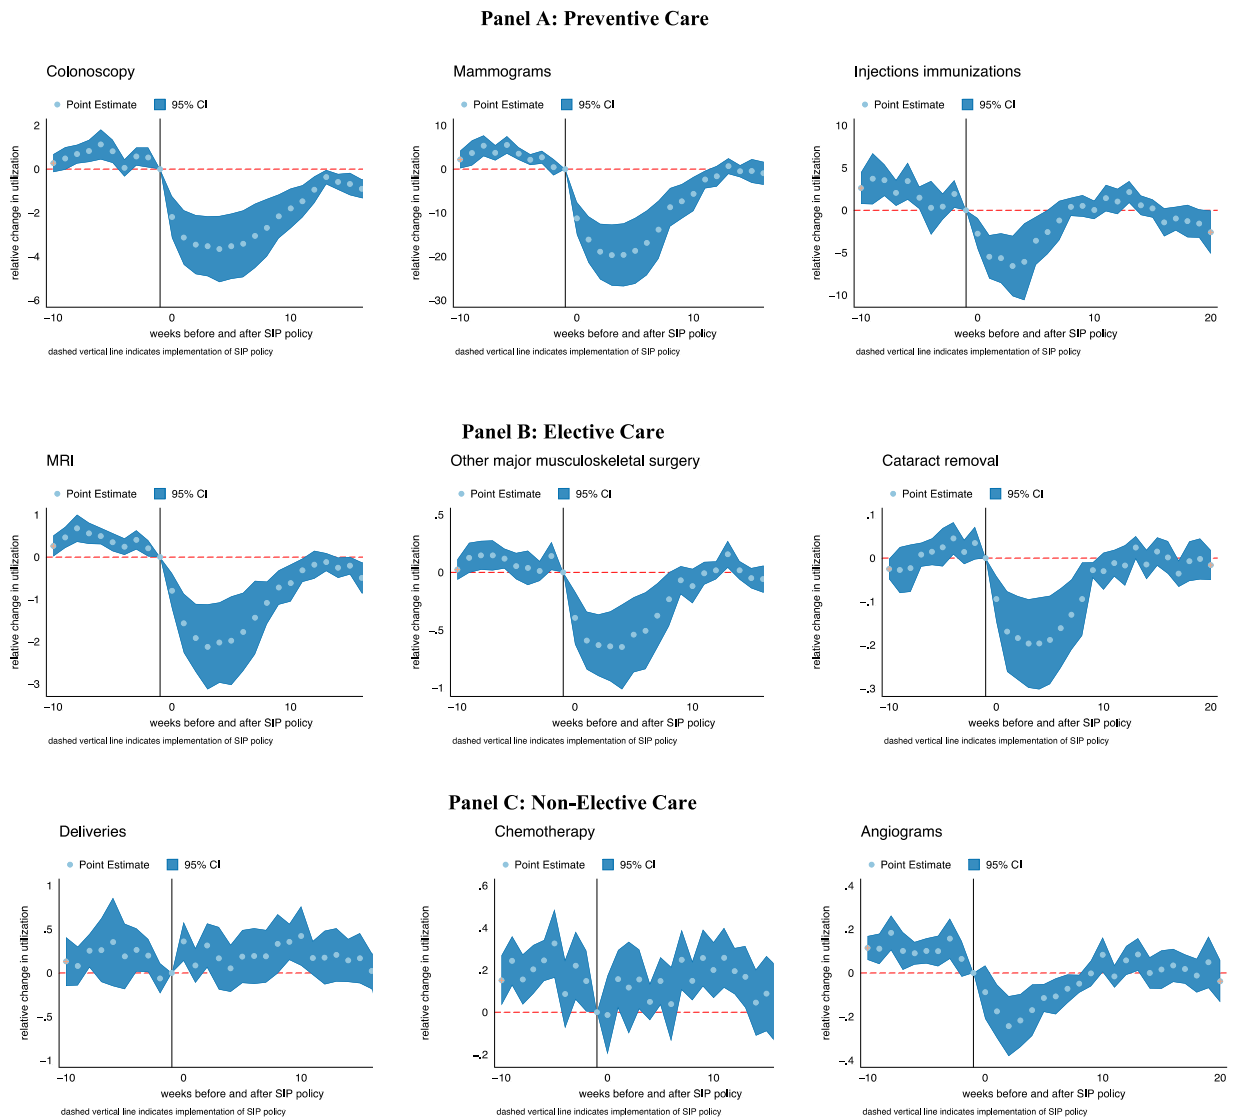 Panel A: Preventive Care
Colonoscopy
Point Estimate 95% CI
relative change in utilization
2
0
−2
−4
−6
−10 0 10
weeks before and after SIP policy
dashed vertical line indicates implementation of SIP policy
Mammograms
Point Estimate 95% CI
relative change in utilization
10
0
−10
−20
−30
−10 0 10
weeks before and after SIP policy
dashed vertical line indicates implementation of SIP policy
Injections immunizations
Point Estimate 95% CI
relative change in utilization
10
5
0
−5
−10
−10 0 10 20
weeks before and after SIP policy
dashed vertical line indicates implementation of SIP policy
Panel B: Elective Care
MRI
Point Estimate 95% CI
relative change in utilization
1
0
−1
−2
−3
−10 0 10
weeks before and after SIP policy
dashed vertical line indicates implementation of SIP policy
Other major musculoskeletal surgery
Point Estimate 95% CI
relative change in utilization
.5
0
−.5
−1
−10 0 10
weeks before and after SIP policy
dashed vertical line indicates implementation of SIP policy
Cataract removal
Point Estimate 95% CI
relative change in utilization
.1
0
−.1
−.2
−.3
−10 0 10 20
weeks before and after SIP policy
dashed vertical line indicates implementation of SIP policy
Panel C: Non-Elective Care
Deliveries
Point Estimate 95% CI
relative change in utilization
1
.5
0
−.5
−1
−10 0 10
weeks before and after SIP policy
dashed vertical line indicates implementation of SIP policy
Chemotherapy
Point Estimate 95% CI
relative change in utilization
.6
.4
.2
0
−.2
−10 0 10
weeks before and after SIP policy
dashed vertical line indicates implementation of SIP policy
Angiograms
Point Estimate 95% CI
relative change in utilization
.4
.2
0
−.2
−.4
−10 0 10 20
weeks before and after SIP policy
dashed vertical line indicates implementation of SIP policy